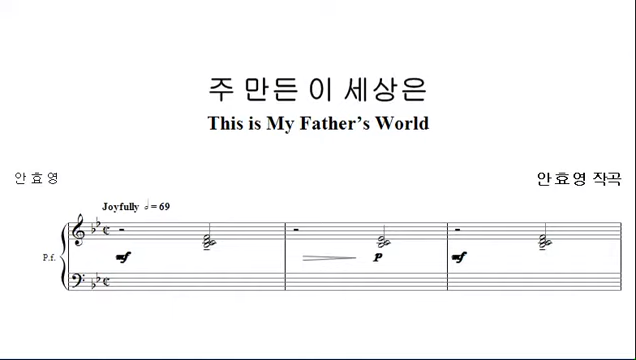 주 만든 이 세상은
This is My Father's World
안 효 영
안 효 영 작곡
Joyfully 𝅗𝅥 = 69
P.f.
mf p mf